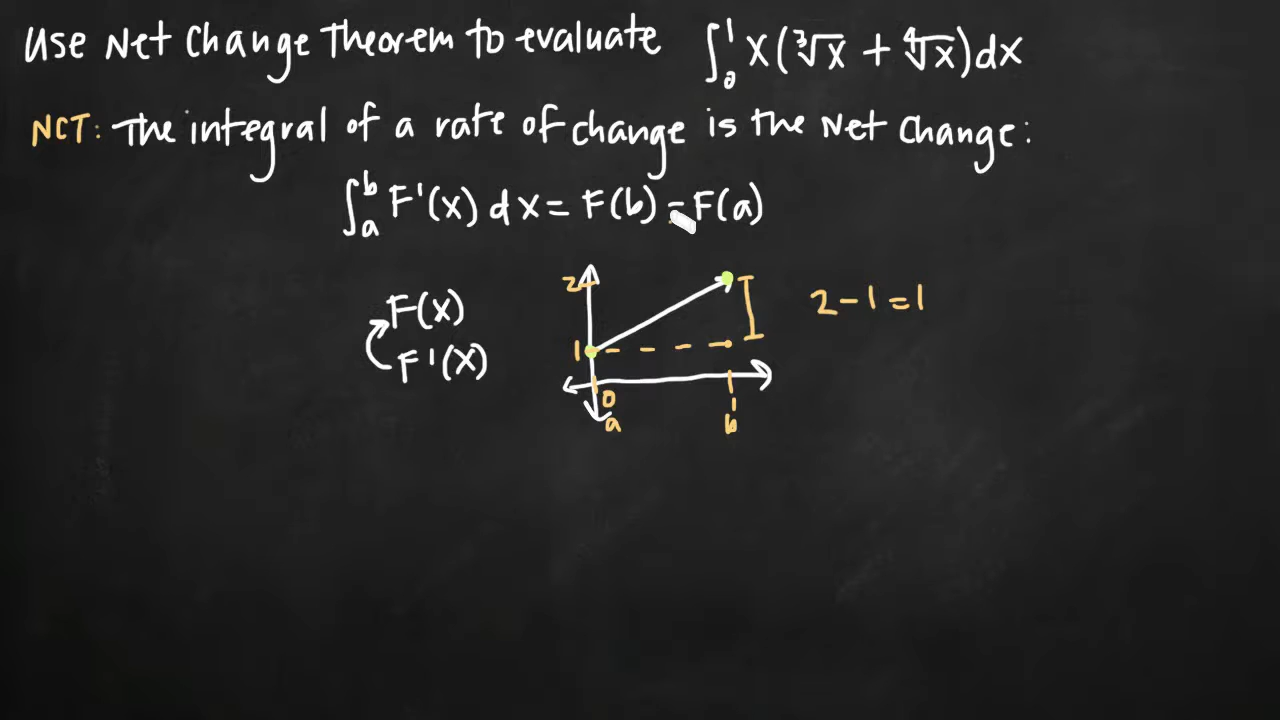 Use Net Change Theorem to evaluate ∫₀¹ x(∛x + ∜x)dx
NCT: The integral of a rate of change is the Net Change:
∫ₐᵇ F'(x) dx = F(b) - F(a)
F(x)
F'(x)
2
1
0
a
1
b
2-1=1